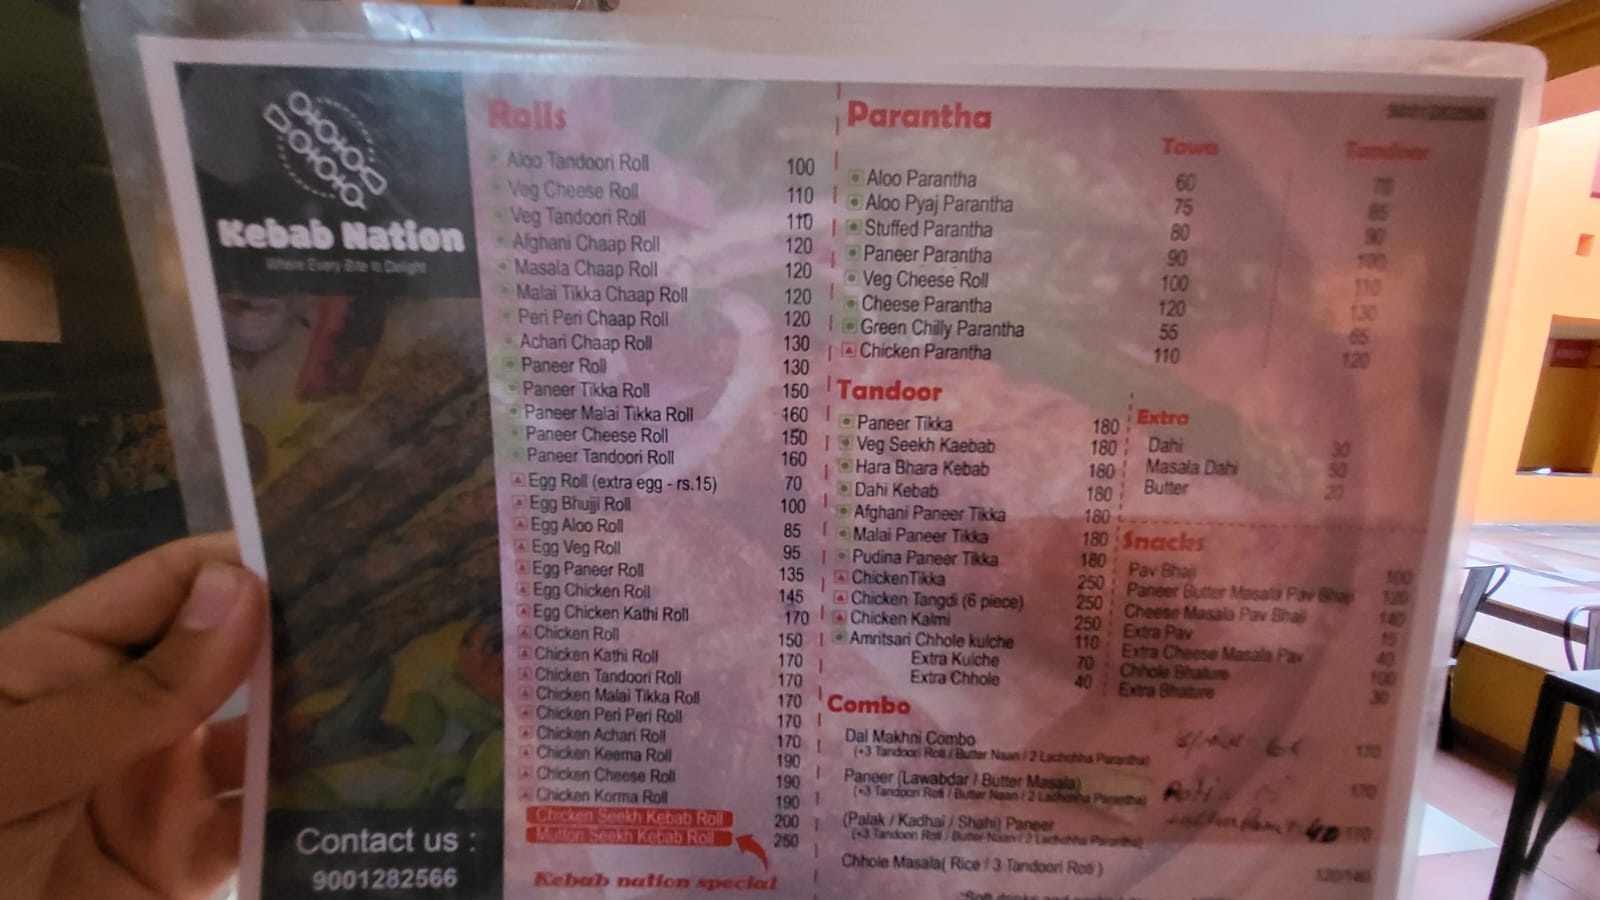 Kebab Nation
Where Every Bite Is Delight
Contact us :
9001282566
Rolls
Aloo Tandoori Roll 100
Veg Cheese Roll 110
Veg Tandoori Roll 110
Afghani Chaap Roll 120
Masala Chaap Roll 120
Malai Tikka Chaap Roll 120
Peri Peri Chaap Roll 120
Achari Chaap Roll 130
Paneer Roll 130
Paneer Tikka Roll 150
Paneer Malai Tikka Roll 160
Paneer Cheese Roll 150
Paneer Tandoori Roll 160
Egg Roll (extra egg - rs.15) 70
Egg Bhujji Roll 100
Egg Aloo Roll 85
Egg Veg Roll 95
Egg Paneer Roll 135
Egg Chicken Roll 145
Egg Chicken Kathi Roll 170
Chicken Roll 150
Chicken Kathi Roll 170
Chicken Tandoori Roll 170
Chicken Malai Tikka Roll 170
Chicken Peri Peri Roll 170
Chicken Achari Roll 170
Chicken Keema Roll 190
Chicken Cheese Roll 190
Chicken Korma Roll 190
Chicken Seekh Kebab Roll 200
Mutton Seekh Kebab Roll 250
Kebab nation special
Parantha
Tawa Tandoor
Aloo Parantha 60 70
Aloo Pyaj Parantha 75 85
Stuffed Parantha 80 90
Paneer Parantha 90 100
Veg Cheese Roll 100 110
Cheese Parantha 120 130
Green Chilly Parantha 55 65
Chicken Parantha 110 120
Tandoor
Paneer Tikka 180
Veg Seekh Kaebab 180
Hara Bhara Kebab 180
Dahi Kebab 180
Afghani Paneer Tikka 180
Malai Paneer Tikka 180
Pudina Paneer Tikka 180
ChickenTikka 250
Chicken Tangdi (6 piece) 250
Chicken Kalmi 250
Amritsari Chhole kulche 110
Extra Kulche 70
Extra Chhole 40
Extra
Dahi 30
Masala Dahi 50
Butter 20
Snacks
Pav Bhaji 100
Paneer Butter Masala Pav Bhaji 120
Cheese Masala Pav Bhaji 140
Extra Pav 15
Extra Cheese Masala Pav 40
Chhole Bhature 100
Extra Bhature 30
Combo
Dal Makhni Combo 170
(+3 Tandoori Roti / Butter Naan / 2 Lachchha Parantha)
Paneer (Lawabdar / Butter Masala) 170
(+3 Tandoori Roti / Butter Naan / 2 Lachchha Parantha)
(Palak / Kadhai / Shahi) Paneer 170
(+3 Tandoori Roti / Butter Naan / 2 Lachchha Parantha)
Chhole Masala( Rice / 3 Tandoori Roti ) 120/140